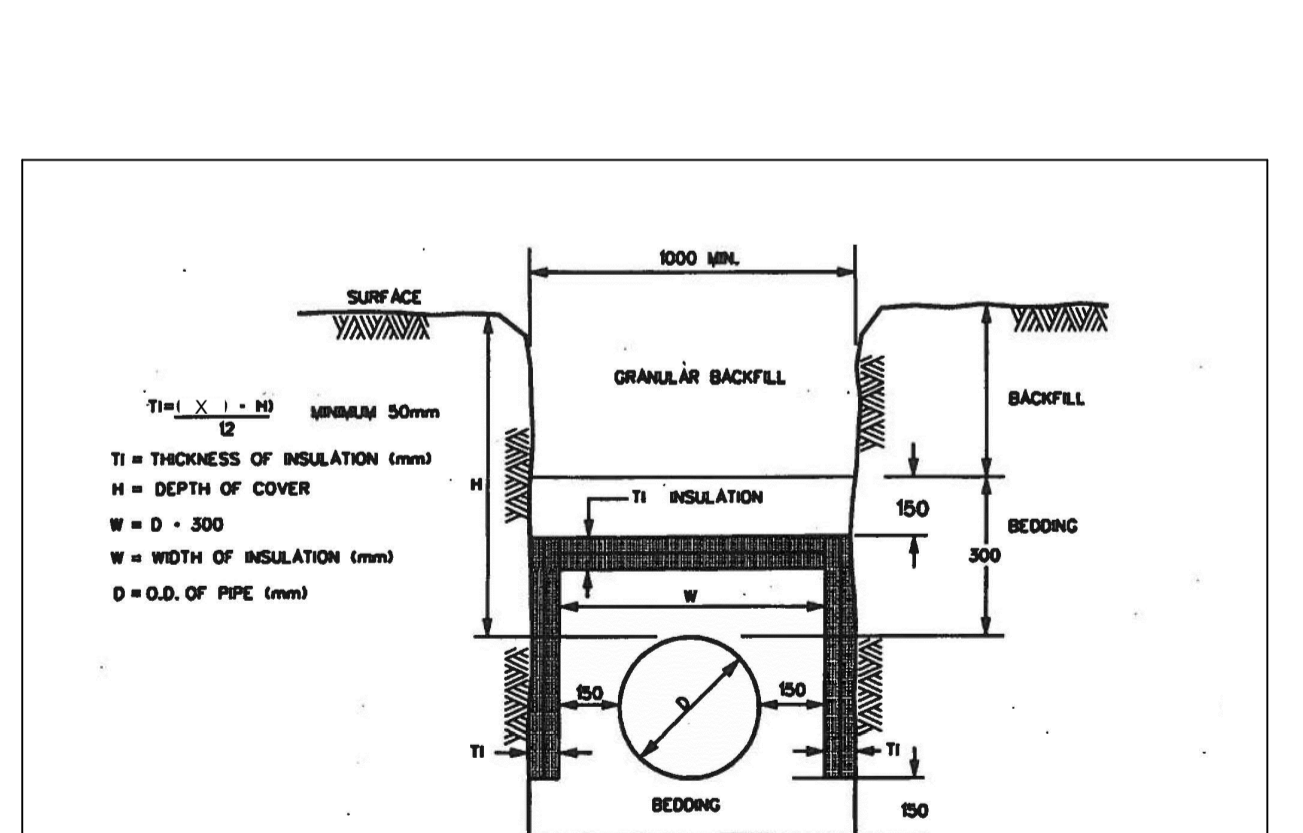 1000 MIN.
SURFACE
GRANULAR BACKFILL
BACKFILL
TI=( X ) - H)
12
MINIMUM 50mm
TI = THICKNESS OF INSULATION (mm)
H = DEPTH OF COVER
W = D • 300
W = WIDTH OF INSULATION (mm)
D = O.D. OF PIPE (mm)
H
TI INSULATION
150
BEDDING
300
W
150
D
150
TI
TI
BEDDING
150